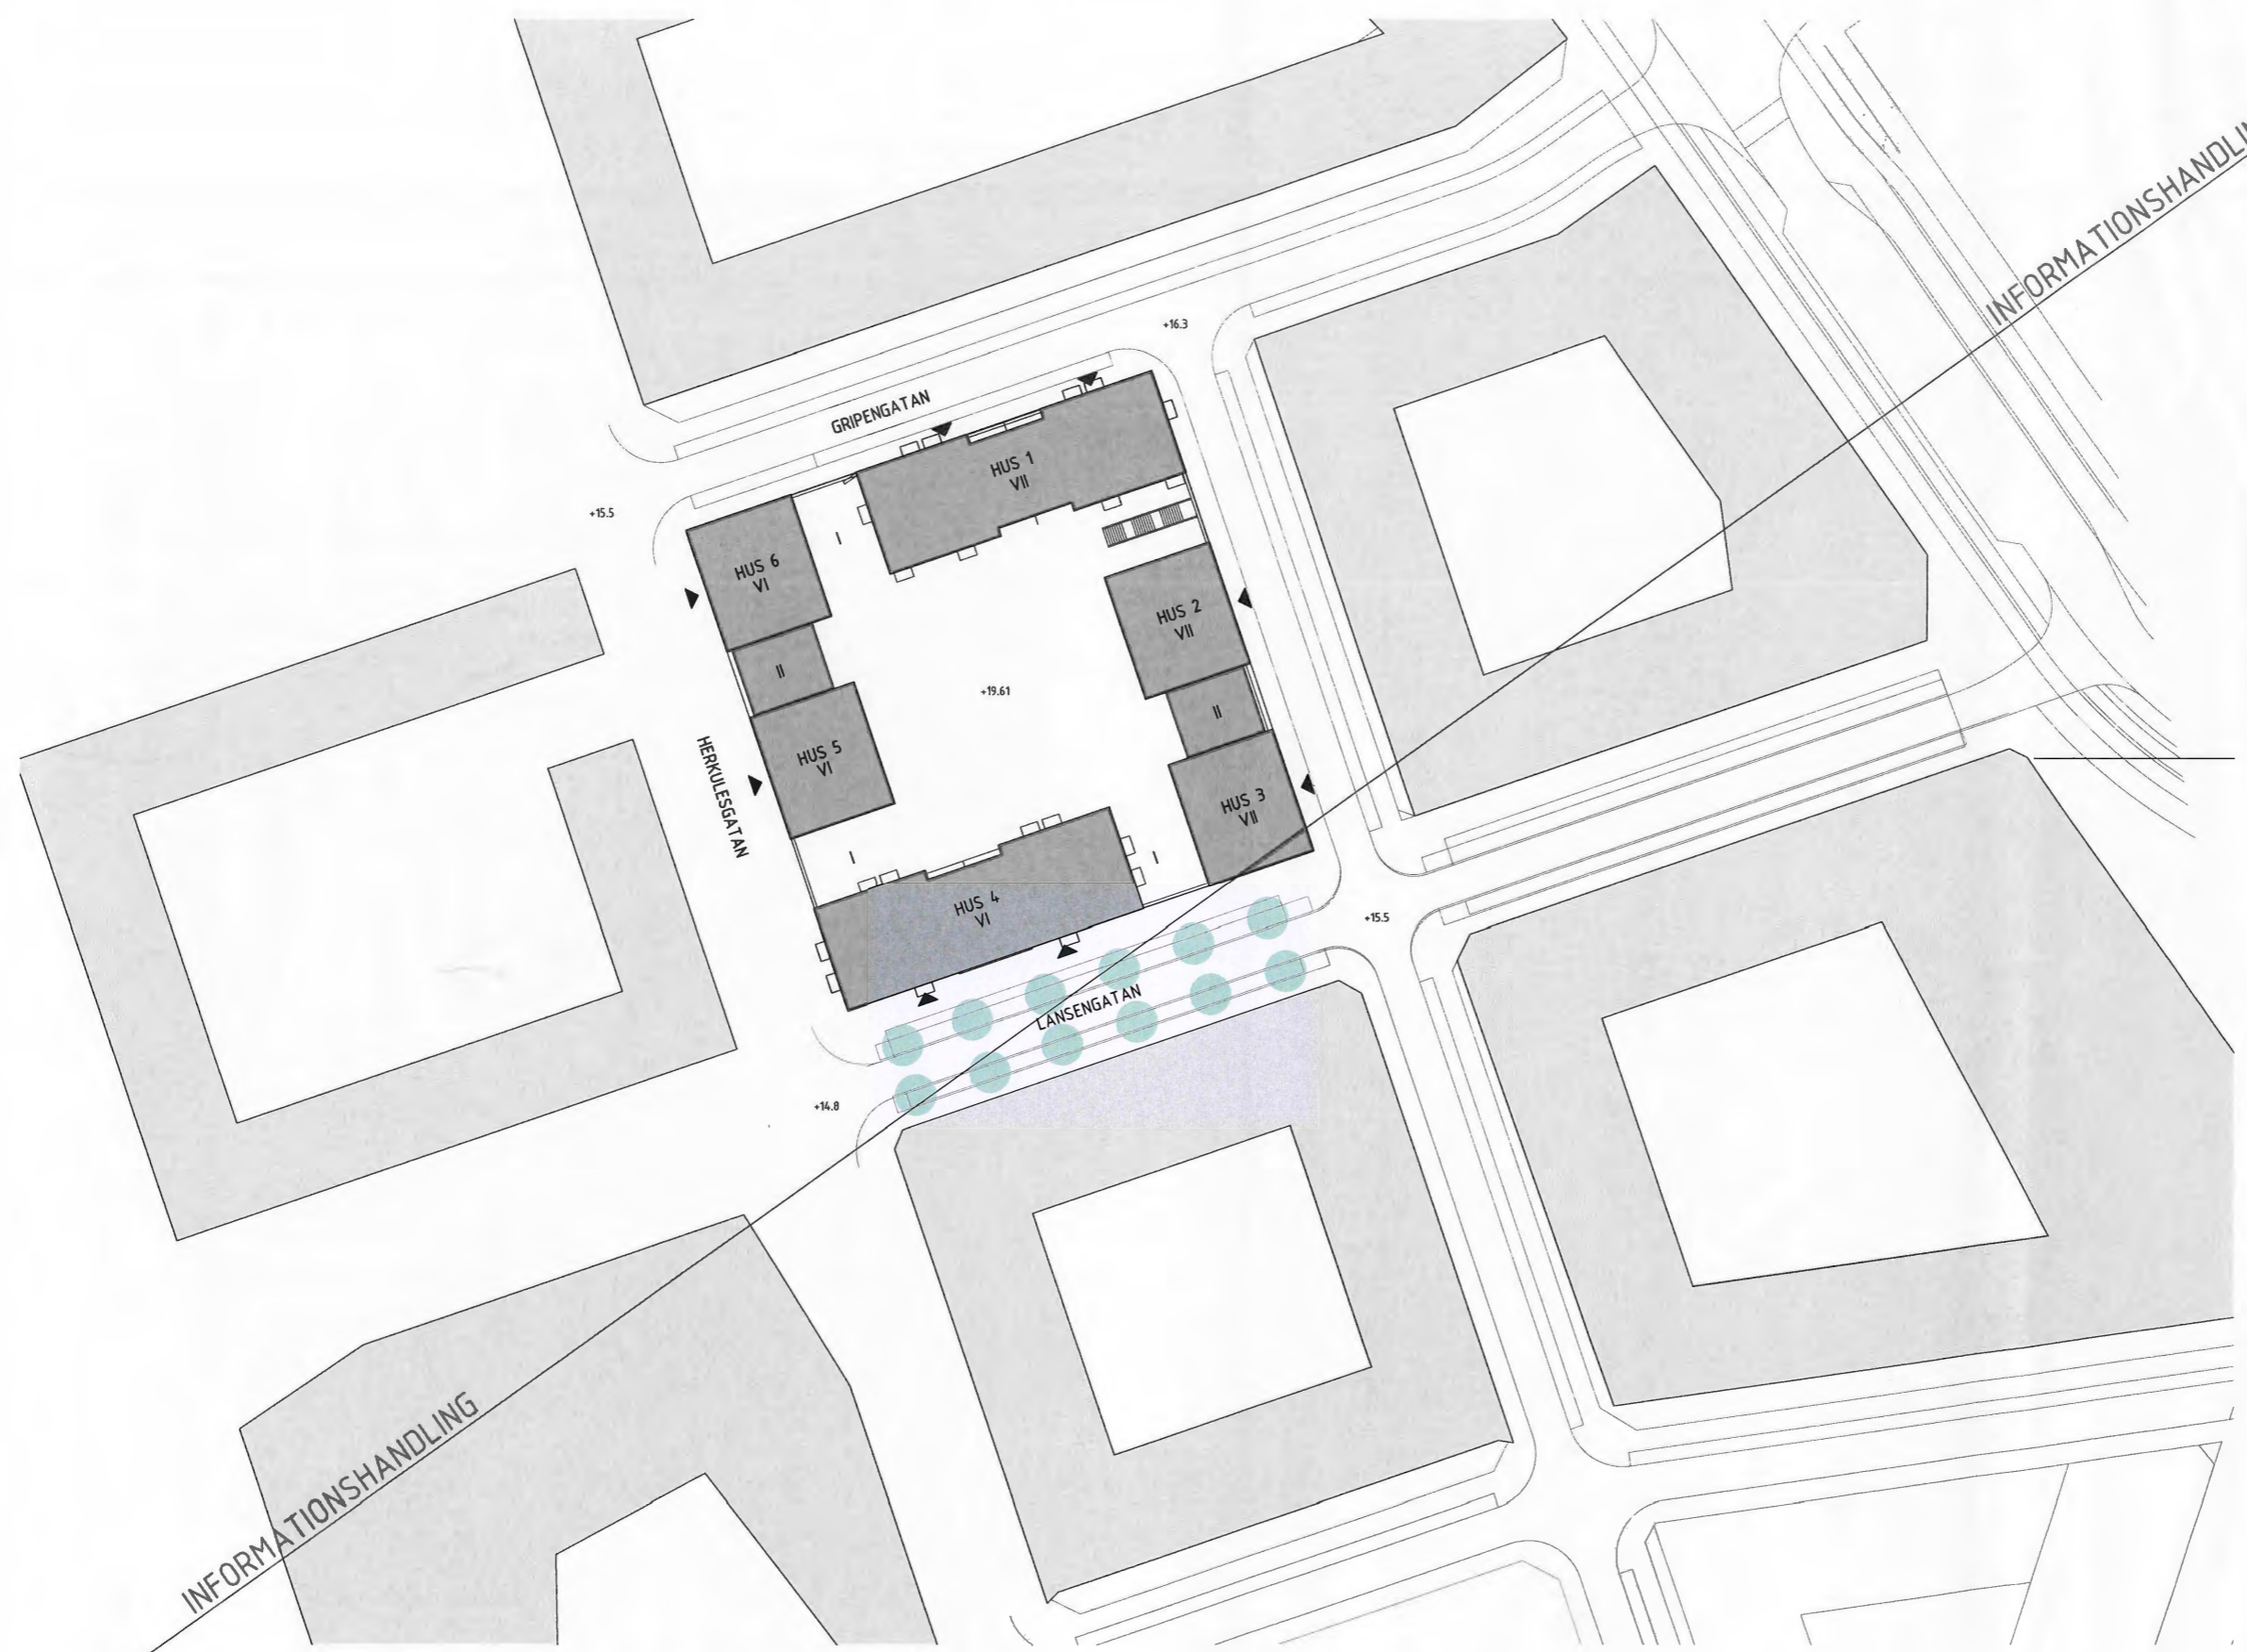 INFORMATIONSHANDLIN
+16.3
GRIPENGATAN
HUS 1
VII
+15.5
I
I
HUS 6
VI
HUS 2
VII
II
+19.61
II
HERKULESGATAN
HUS 5
VI
HUS 3
VII
I
I
HUS 4
VI
+15.5
LANSENGATAN
+14.8
INFORMATIONSHANDLING